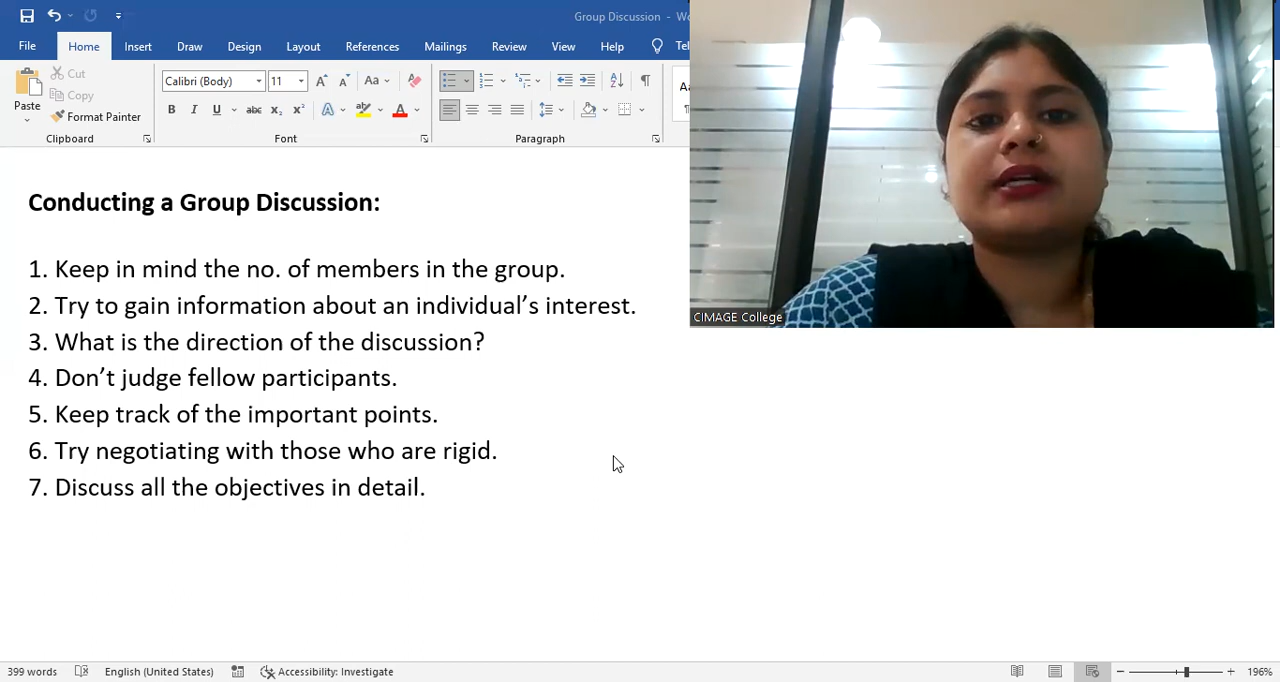 Group Discussion - Wo
File Home Insert Draw Design Layout References Mailings Review View Help Tel
Paste
Cut
Copy
Format Painter
Calibri (Body) 11
Clipboard Font Paragraph
Conducting a Group Discussion:
1. Keep in mind the no. of members in the group.
2. Try to gain information about an individual’s interest.
3. What is the direction of the discussion?
4. Don’t judge fellow participants.
5. Keep track of the important points.
6. Try negotiating with those who are rigid.
7. Discuss all the objectives in detail.
CIMAGE College
399 words English (United States) Accessibility: Investigate 196%